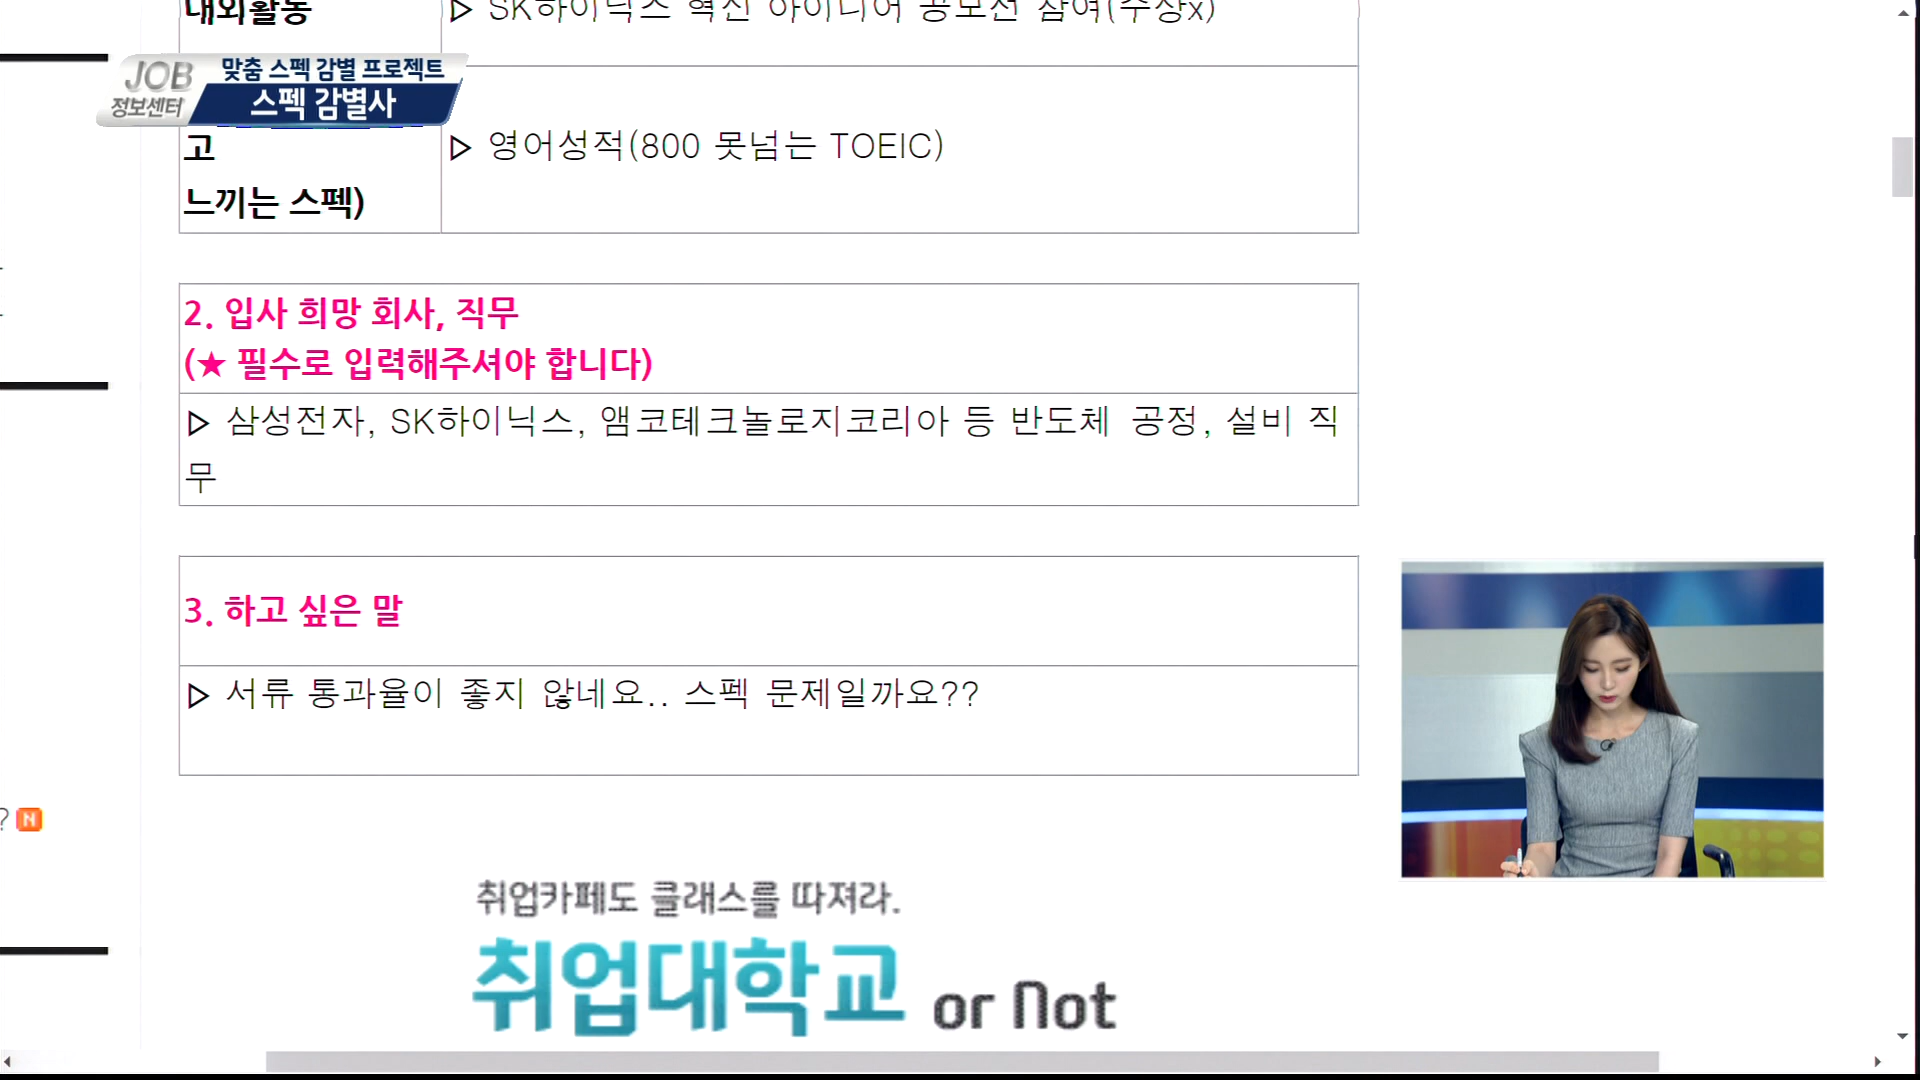 대외활동
▷ SK하이닉스 혁신 아이디어 공모전 참여(수상x)
JOB
정보센터
맞춤 스펙 감별 프로젝트
스펙 감별사
고
느끼는 스펙)
▷ 영어성적(800 못넘는 TOEIC)
2. 입사 희망 회사, 직무
(★ 필수로 입력해주셔야 합니다)
▷ 삼성전자, SK하이닉스, 앰코테크놀로지코리아 등 반도체 공정, 설비 직
무
3. 하고 싶은 말
▷ 서류 통과율이 좋지 않네요.. 스펙 문제일까요??
? N
취업카페도 클래스를 따져라.
취업대학교 or Not